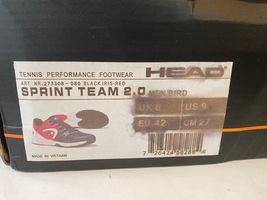 TENNIS PERFORMANCE FOOTWEAR HEAD
ART NR. 273308 - 080 BLACK IRIS-RED
SPRINT TEAM 2.0 MEN BIRD
UK 8 US 9
EU 42 CM 27
MADE IN VIETNAM